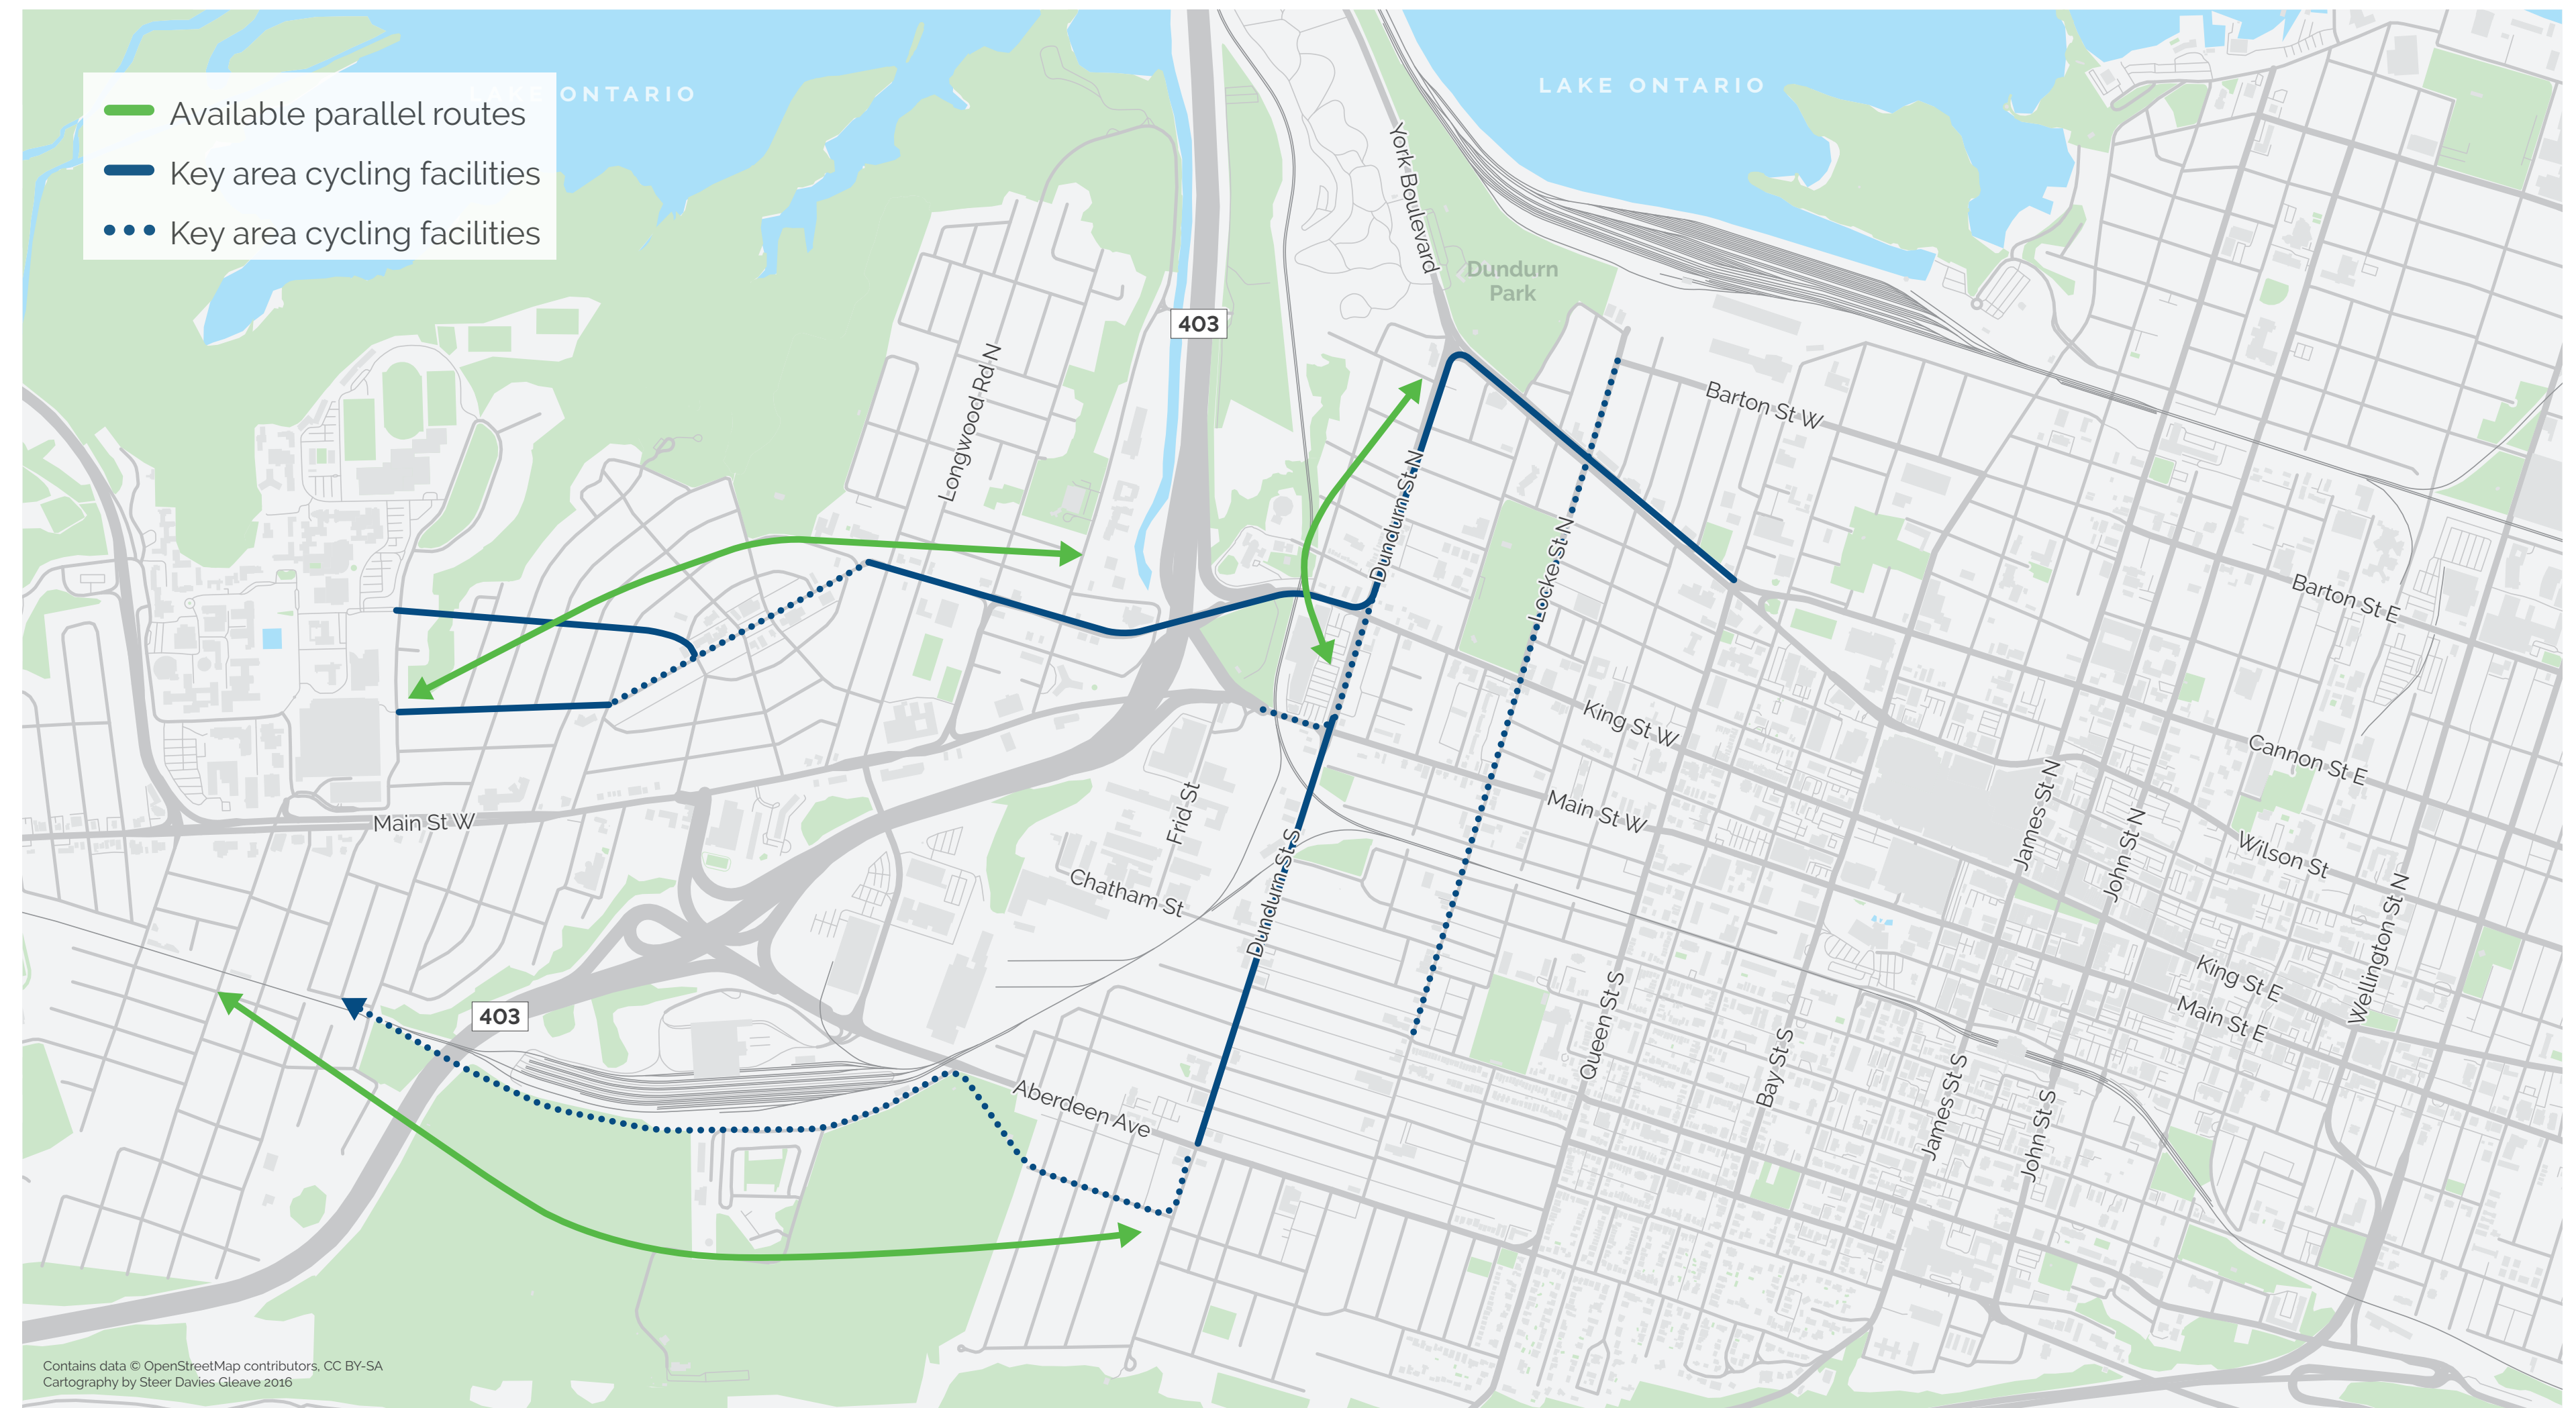 LAKE ONTARIO
LAKE ONTARIO
Available parallel routes
Key area cycling facilities
Key area cycling facilities
York Boulevard
Dundurn
Park
403
Longwood Rd N
Barton St W
Dundurn St N
Locke St N
Barton St E
King St W
Cannon St E
Main St W
Main St W
Frid St
James St N
John St N
Wilson St
Chatham St
Dundurn St S
Wellington St N
King St E
Main St E
403
Queen St S
Bay St S
James St S
John St S
Aberdeen Ave
Contains data © OpenStreetMap contributors, CC BY-SA
Cartography by Steer Davies Gleave 2016